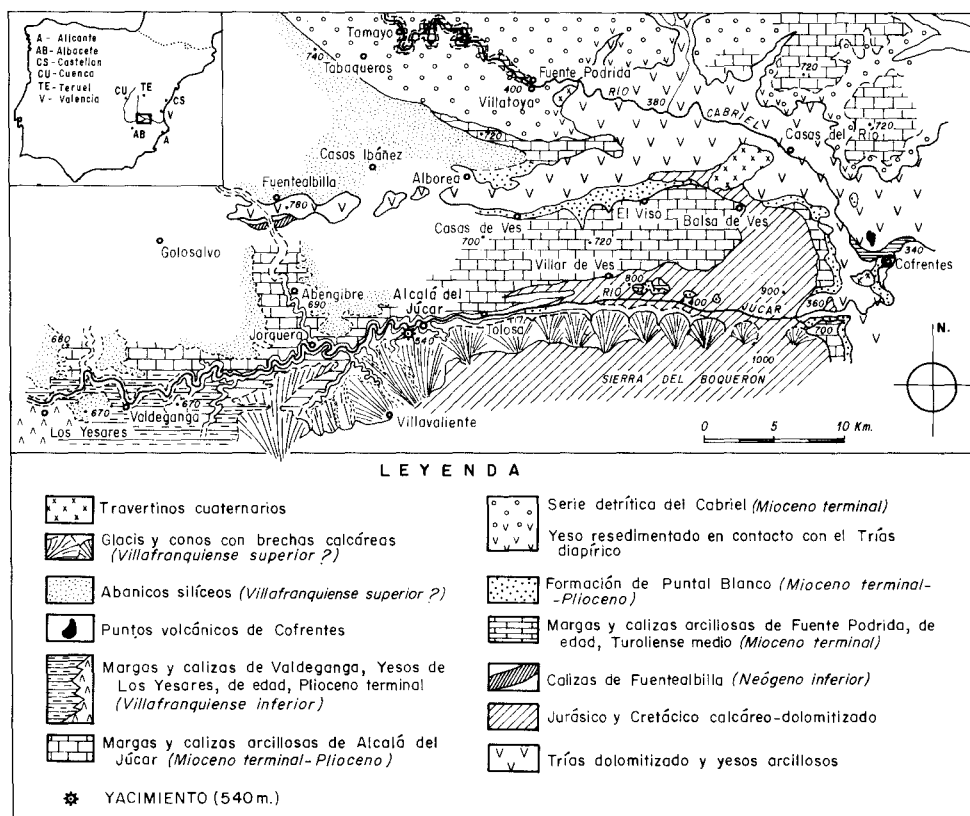 A - Alicante
AB - Albacete
CS - Castellon
CU - Cuenca
TE - Teruel
V - Valencia
TE
CU
CS
V
AB
A
Tamayo
740
Tabaqueros
400
Fuente Podrida
Villatoya
RIO
380
CABRIEL
720
720
Casas del Rio
720
Casas Ibáñez
Alborea
Fuentealbilla
780
Golosalvo
Casas de Ves
700
El Viso
720
Balsa de Ves
Villar de Ves
800
RIO
400
900
JUCAR
340
Cofrentes
360
700
Abengibre
690
Alcalá del
Júcar
Tolosa
540
Jorquera
680
670
Valdeganga
670
Los Yesares
Villavaliente
1000
SIERRA DEL BOQUERON
N.
0 5 10 Km.
LEYENDA
Travertinos cuaternarios
Glacis y conos con brechas calcáreas
(Villafranquiense superior ?)
Abanicos silíceos (Villafranquiense superior ?)
Puntos volcánicos de Cofrentes
Margas y calizas de Valdeganga, Yesos de
Los Yesares, de edad, Plioceno terminal
(Villafranquiense inferior)
Margas y calizas arcillosas de Alcalá del
Júcar (Mioceno terminal-Plioceno)
YACIMIENTO (540 m.)
Serie detrítica del Cabriel (Mioceno terminal)
Yeso resedimentado en contacto con el Trías
diapírico
Formación de Puntal Blanco (Mioceno terminal-
-Plioceno)
Margas y calizas arcillosas de Fuente Podrida, de
edad, Turoliense medio (Mioceno terminal)
Calizas de Fuentealbilla (Neógeno inferior)
Jurásico y Cretácico calcáreo-dolomitizado
Trías dolomitizado y yesos arcillosos